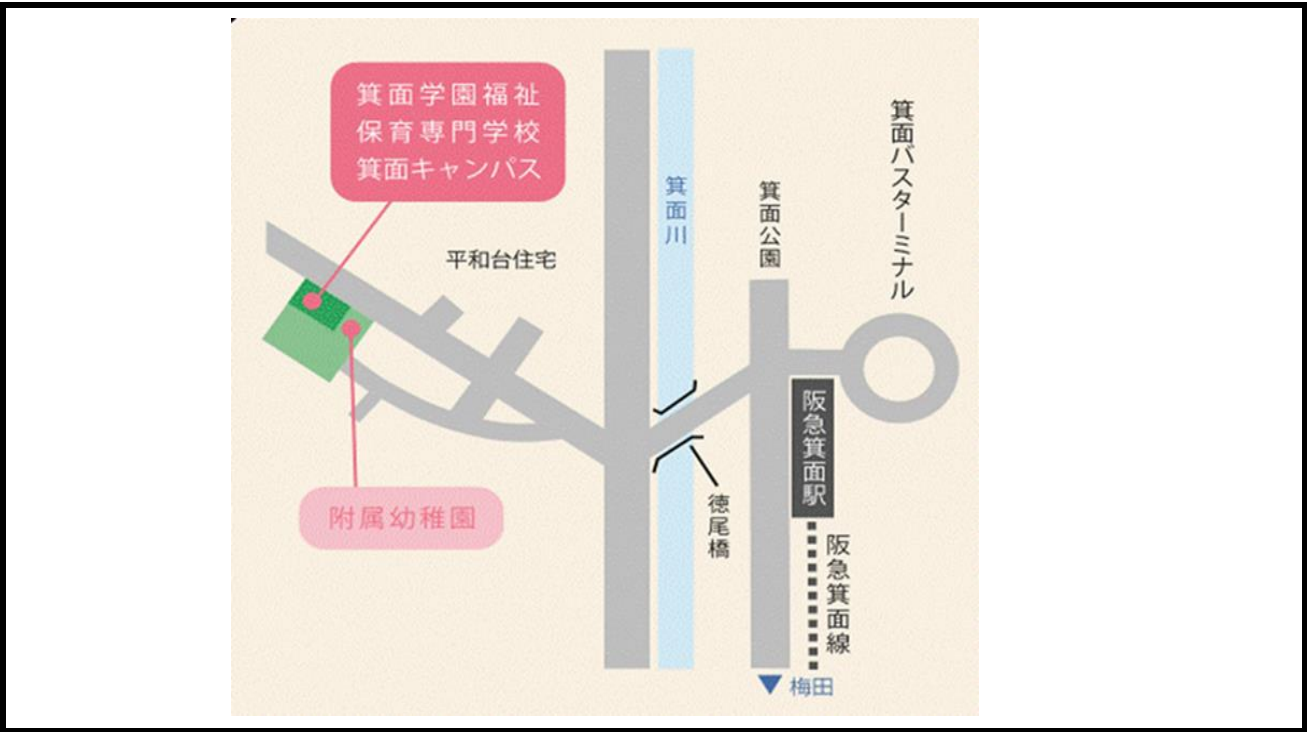 箕面学園福祉
保育専門学校
箕面キャンパス
平和台住宅
箕面川
箕面公園
箕面バスターミナル
阪急箕面駅
徳尾橋
附属幼稚園
阪急箕面線
梅田